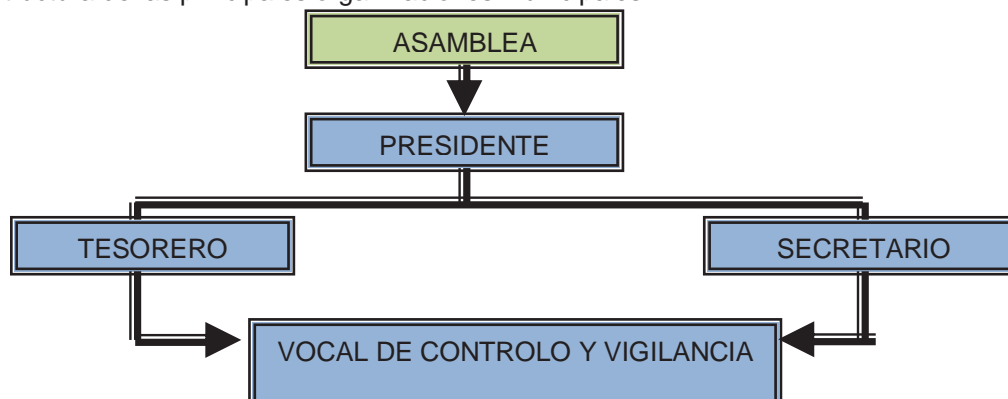 ASAMBLEA
PRESIDENTE
TESORERO
SECRETARIO
VOCAL DE CONTROLO Y VIGILANCIA